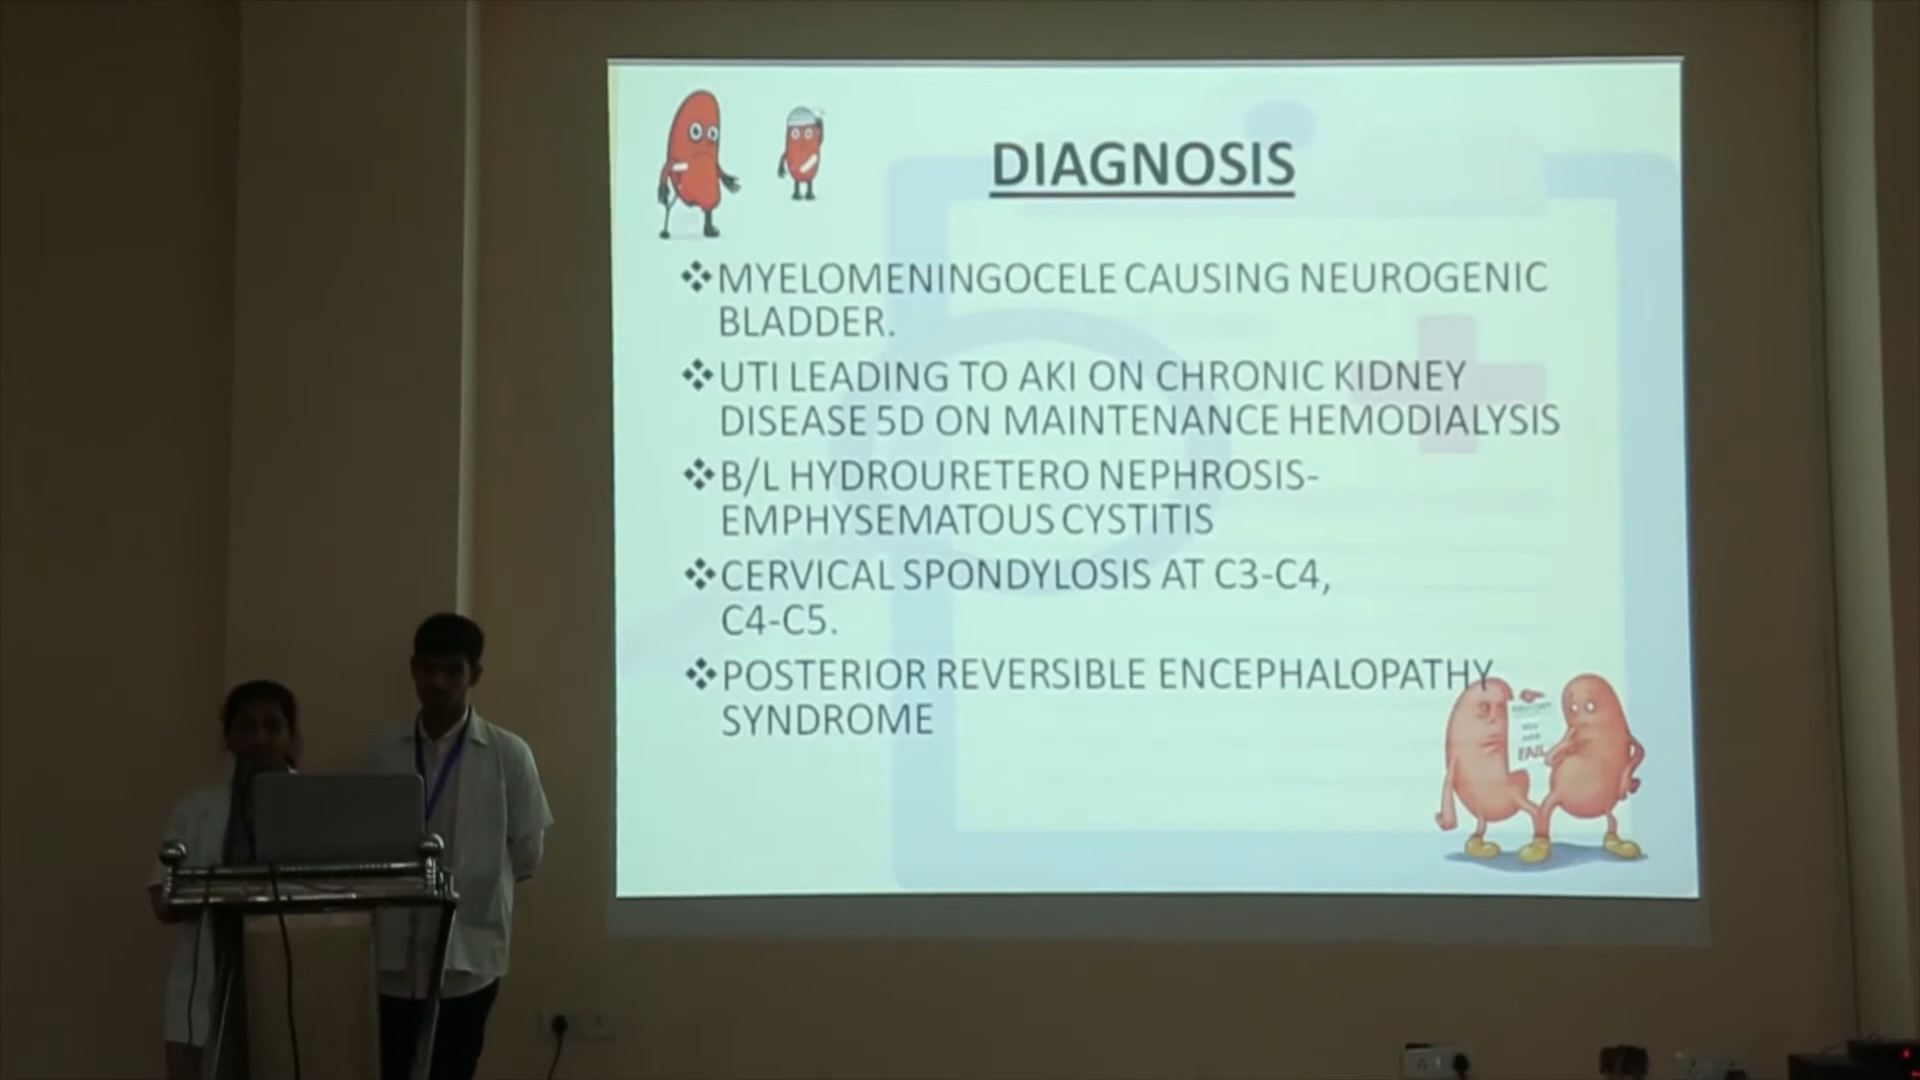 DIAGNOSIS
❖MYELOMENINGOCELE CAUSING NEUROGENIC
BLADDER.
❖UTI LEADING TO AKI ON CHRONIC KIDNEY
DISEASE 5D ON MAINTENANCE HEMODIALYSIS
❖B/L HYDROURETERO NEPHROSIS-
EMPHYSEMATOUS CYSTITIS
❖CERVICAL SPONDYLOSIS AT C3-C4,
C4-C5.
❖POSTERIOR REVERSIBLE ENCEPHALOPATHY
SYNDROME
FAIL